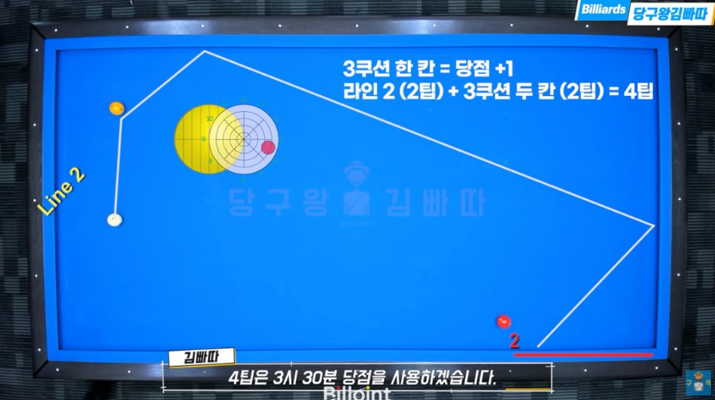 Billiards 당구왕김빠따
3쿠션 한 칸 = 당점 +1
라인 2 (2팁) + 3쿠션 두 칸 (2팁) = 4팁
10
9
Line 2
당구왕 김빠따
2
김빠따
4팁은 3시 30분 당점을 사용하겠습니다.
Billoint